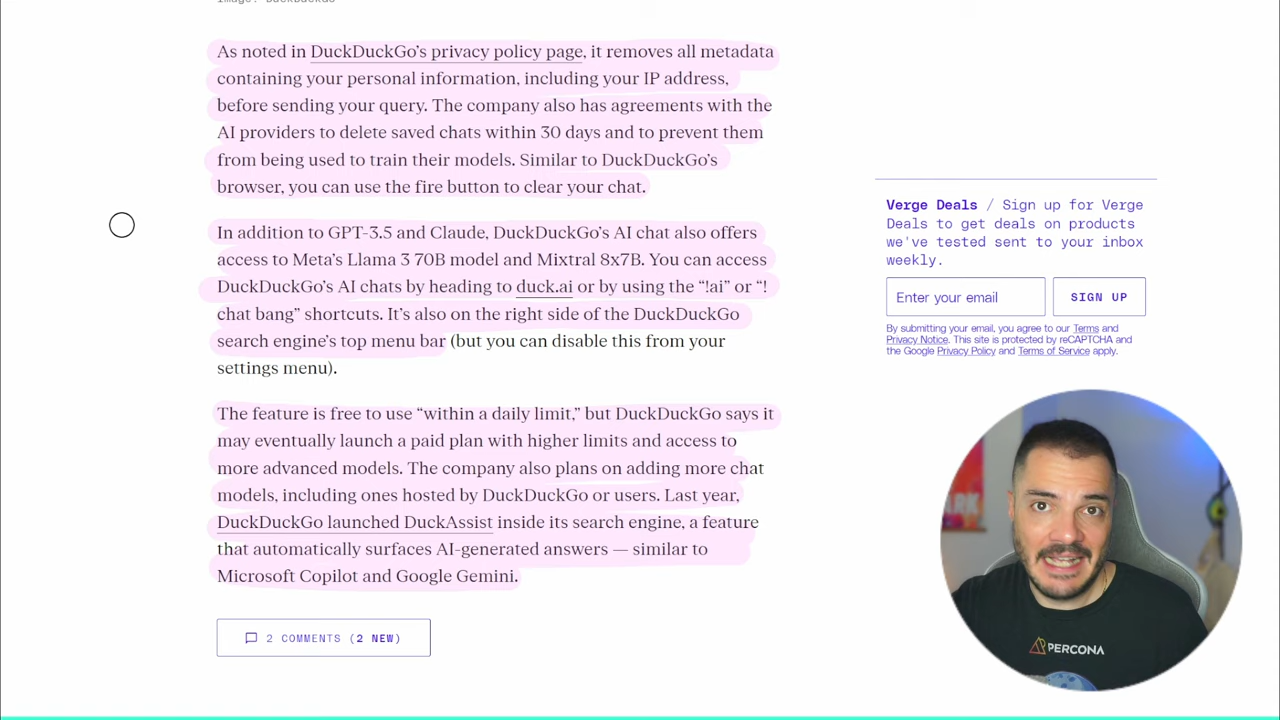 Image: DuckDuckGo
As noted in DuckDuckGo's privacy policy page, it removes all metadata
containing your personal information, including your IP address,
before sending your query. The company also has agreements with the
AI providers to delete saved chats within 30 days and to prevent them
from being used to train their models. Similar to DuckDuckGo's
browser, you can use the fire button to clear your chat.
In addition to GPT-3.5 and Claude, DuckDuckGo's AI chat also offers
access to Meta's Llama 3 70B model and Mixtral 8x7B. You can access
DuckDuckGo's AI chats by heading to duck.ai or by using the “!ai” or “!
chat bang” shortcuts. It's also on the right side of the DuckDuckGo
search engine's top menu bar (but you can disable this from your
settings menu).
The feature is free to use “within a daily limit,” but DuckDuckGo says it
may eventually launch a paid plan with higher limits and access to
more advanced models. The company also plans on adding more chat
models, including ones hosted by DuckDuckGo or users. Last year,
DuckDuckGo launched DuckAssist inside its search engine, a feature
that automatically surfaces AI-generated answers — similar to
Microsoft Copilot and Google Gemini.
2 COMMENTS (2 NEW)
Verge Deals / Sign up for Verge
Deals to get deals on products
we've tested sent to your inbox
weekly.
Enter your email
SIGN UP
By submitting your email, you agree to our Terms and
Privacy Notice. This site is protected by reCAPTCHA and
the Google Privacy Policy and Terms of Service apply.
PERCONA